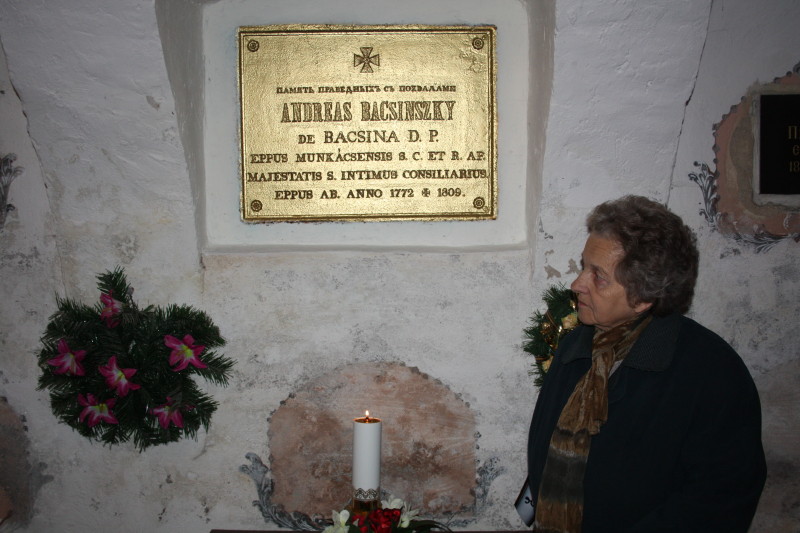 ПАМЯТЬ ПРАВЕДНЫХЪ СЪ ПОХВАЛАМИ
ANDREAS BACSINSZKY
DE BACSINA D. P.
EPPUS MUNKÁCSENSIS S. C. ET R. AP.
MAJESTATIS S. INTIMUS CONSILIARIUS.
EPPUS AB. ANNO 1772 ✠ 1809.